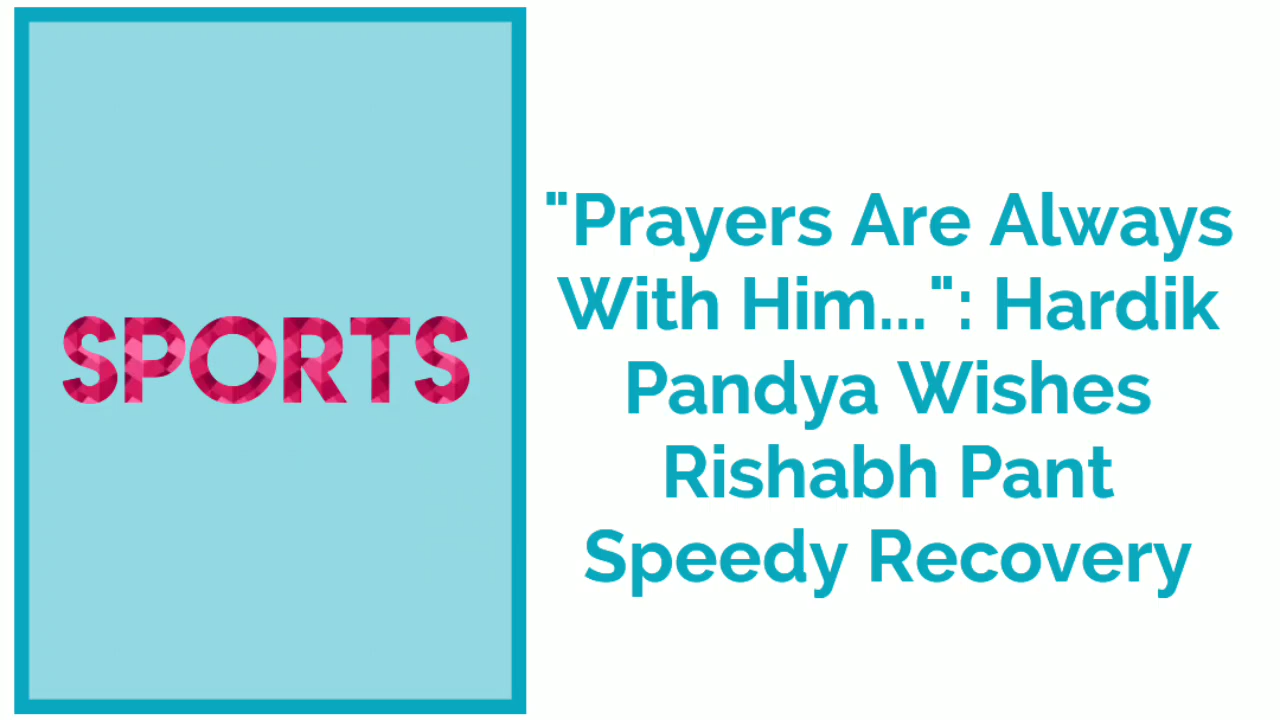 SPORTS
"Prayers Are Always
With Him...": Hardik
Pandya Wishes
Rishabh Pant
Speedy Recovery